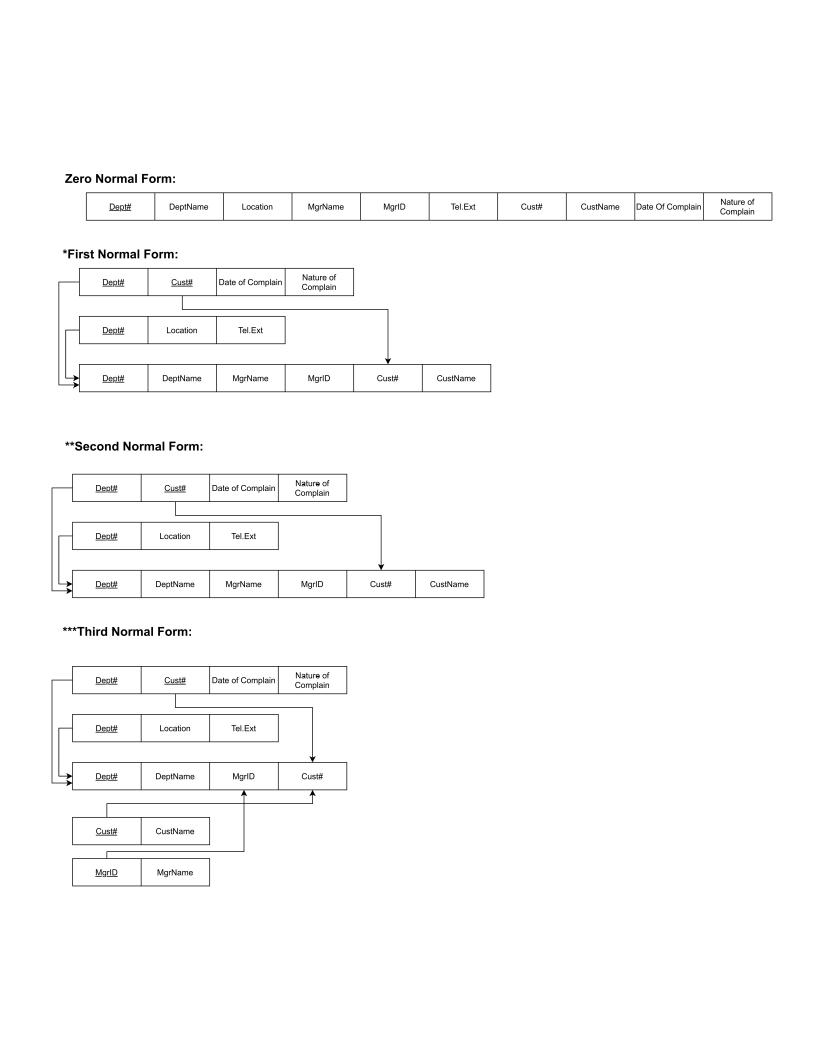 Zero Normal Form:
Dept# DeptName Location MgrName MgrID Tel.Ext Cust# CustName Date Of Complain Nature of Complain
*First Normal Form:
Dept# Cust# Date of Complain Nature of Complain
Dept# Location Tel.Ext
Dept# DeptName MgrName MgrID Cust# CustName
**Second Normal Form:
Dept# Cust# Date of Complain Nature of Complain
Dept# Location Tel.Ext
Dept# DeptName MgrName MgrID Cust# CustName
***Third Normal Form:
Dept# Cust# Date of Complain Nature of Complain
Dept# Location Tel.Ext
Dept# DeptName MgrID Cust#
Cust# CustName
MgrID MgrName